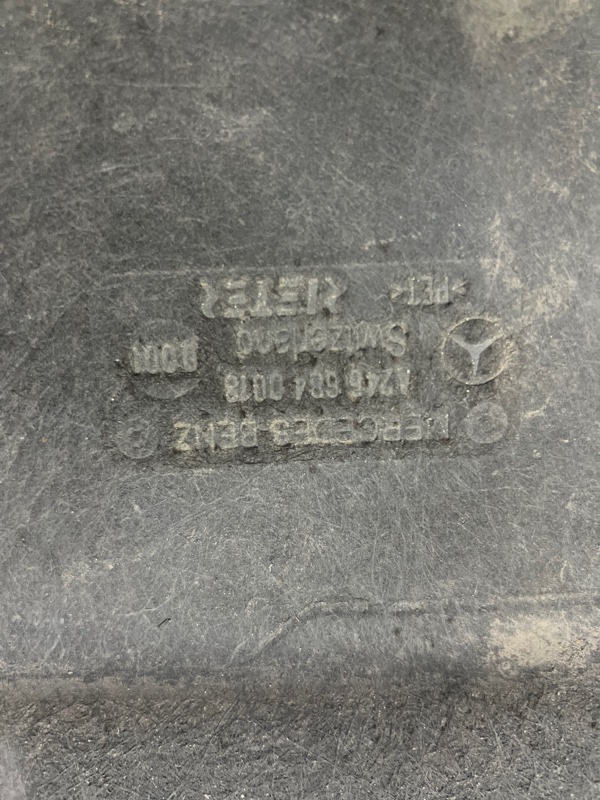 MERCEDES-BENZ
A246 684 0018
Switzerland
RIETER >PET<